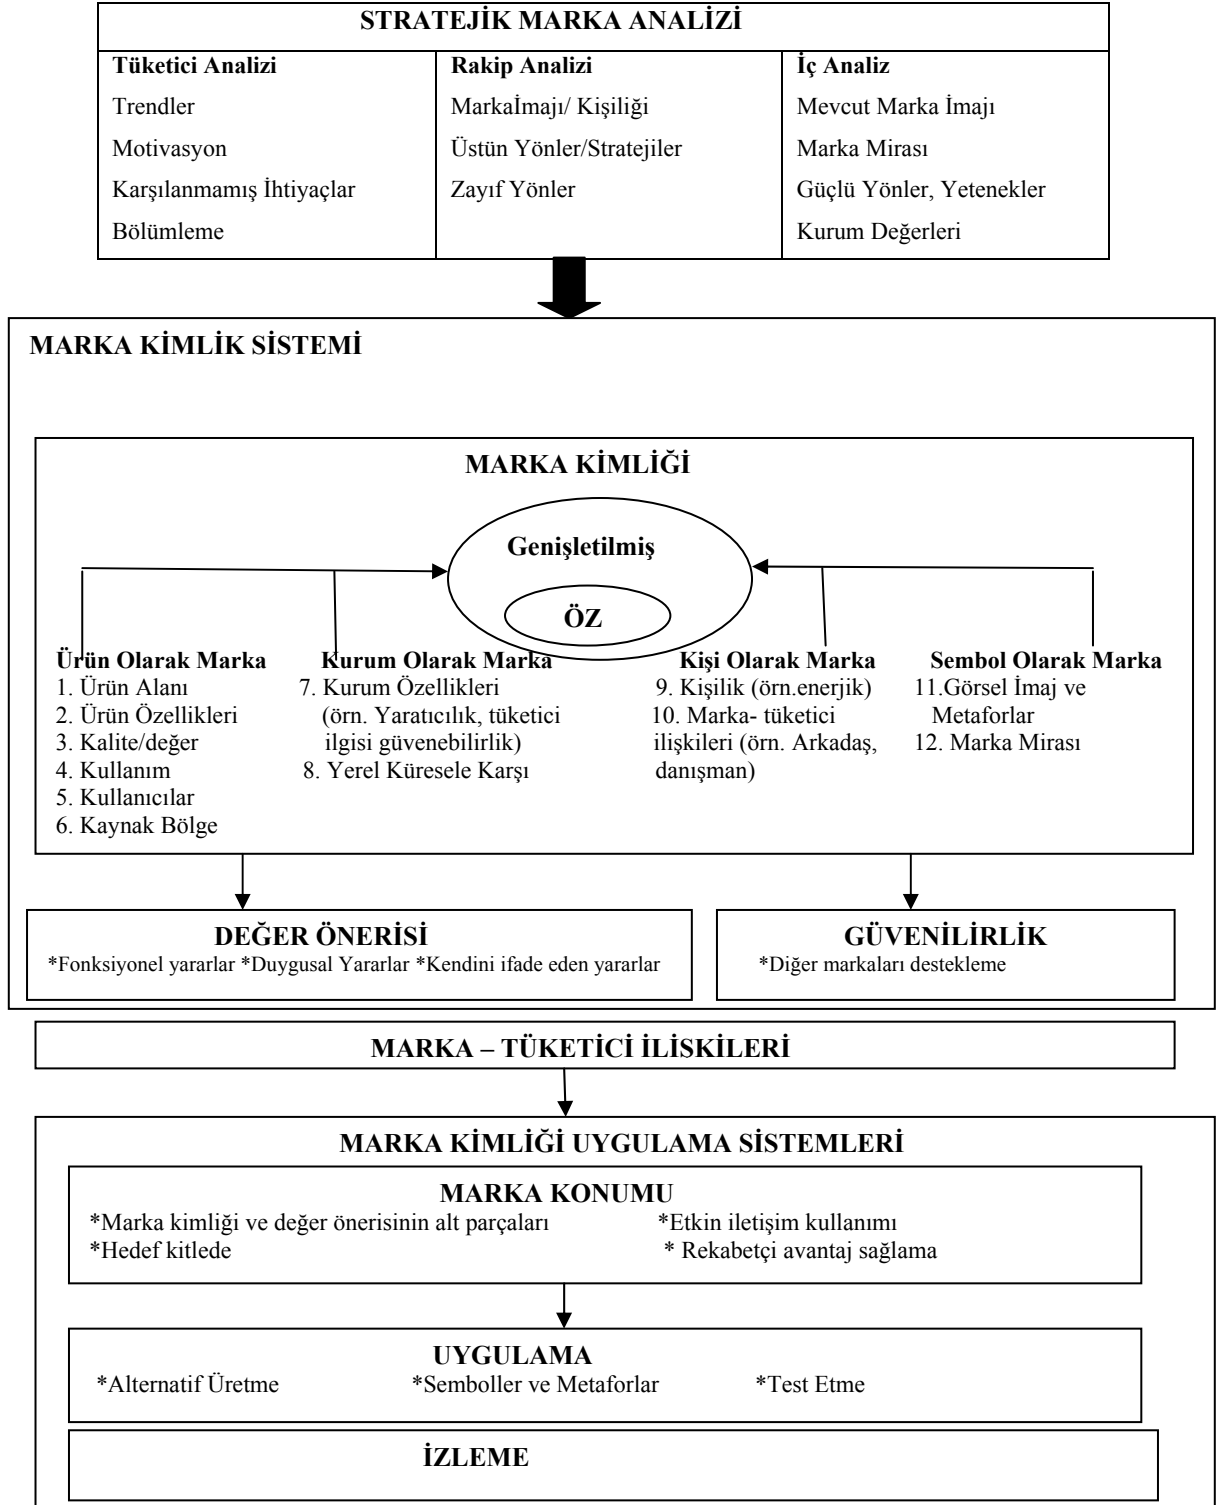 STRATEJİK MARKA ANALİZİ
Tüketici Analizi
Trendler
Motivasyon
Karşılanmamış İhtiyaçlar
Bölümleme
Rakip Analizi
Markaİmajı/ Kişiliği
Üstün Yönler/Stratejiler
Zayıf Yönler
İç Analiz
Mevcut Marka İmajı
Marka Mirası
Güçlü Yönler, Yetenekler
Kurum Değerleri
MARKA KİMLİK SİSTEMİ
MARKA KİMLİĞİ
Genişletilmiş
ÖZ
Ürün Olarak Marka
1. Ürün Alanı
2. Ürün Özellikleri
3. Kalite/değer
4. Kullanım
5. Kullanıcılar
6. Kaynak Bölge
Kurum Olarak Marka
7. Kurum Özellikleri
(örn. Yaratıcılık, tüketici
ilgisi güvenebilirlik)
8. Yerel Küresele Karşı
Kişi Olarak Marka
9. Kişilik (örn.enerjik)
10. Marka- tüketici
ilişkileri (örn. Arkadaş,
danışman)
Sembol Olarak Marka
11.Görsel İmaj ve
Metaforlar
12. Marka Mirası
DEĞER ÖNERİSİ
*Fonksiyonel yararlar *Duygusal Yararlar *Kendini ifade eden yararlar
GÜVENİLİRLİK
*Diğer markaları destekleme
MARKA – TÜKETİCİ İLİSKİLERİ
MARKA KİMLİĞİ UYGULAMA SİSTEMLERİ
MARKA KONUMU
*Marka kimliği ve değer önerisinin alt parçaları *Etkin iletişim kullanımı
*Hedef kitlede * Rekabetçi avantaj sağlama
UYGULAMA
*Alternatif Üretme *Semboller ve Metaforlar *Test Etme
İZLEME